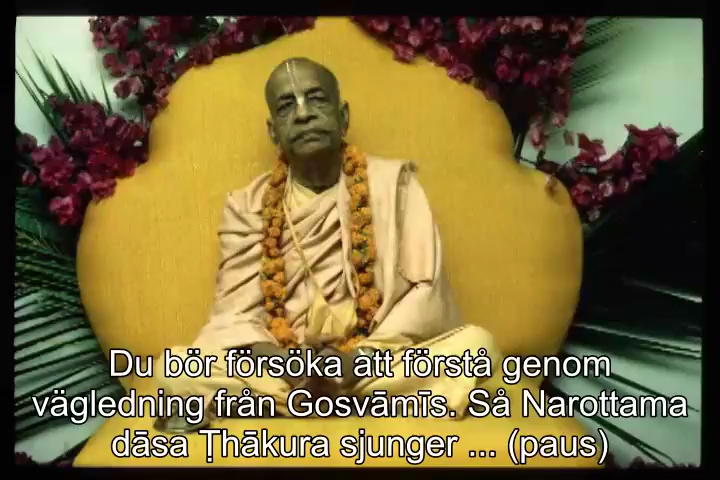 Du bör försöka att förstå genom
vägledning från Gosvāmīs. Så Narottama
dāsa Ṭhākura sjunger ... (paus)